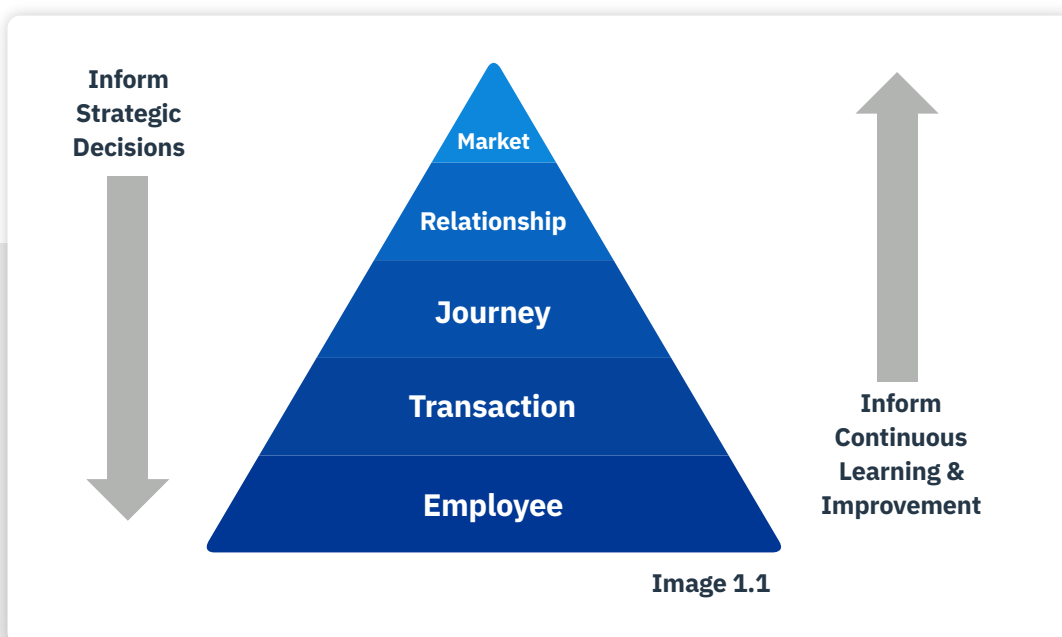 Inform
Strategic
Decisions
Market
Relationship
Journey
Transaction
Employee
Inform
Continuous
Learning &
Improvement
Image 1.1